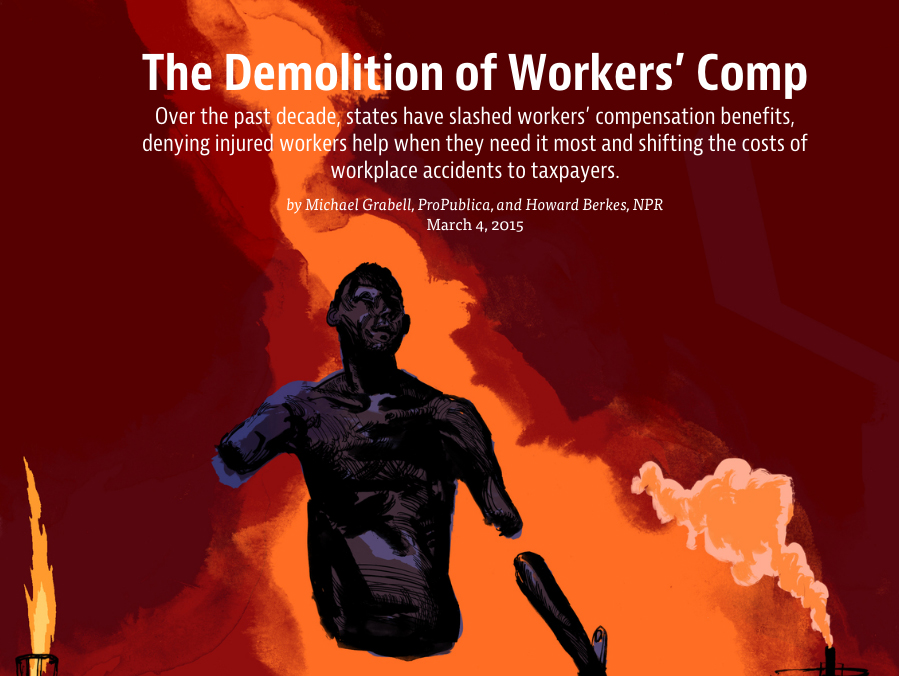 The Demolition of Workers’ Comp
Over the past decade, states have slashed workers’ compensation benefits,
denying injured workers help when they need it most and shifting the costs of
workplace accidents to taxpayers.
by Michael Grabell, ProPublica, and Howard Berkes, NPR
March 4, 2015